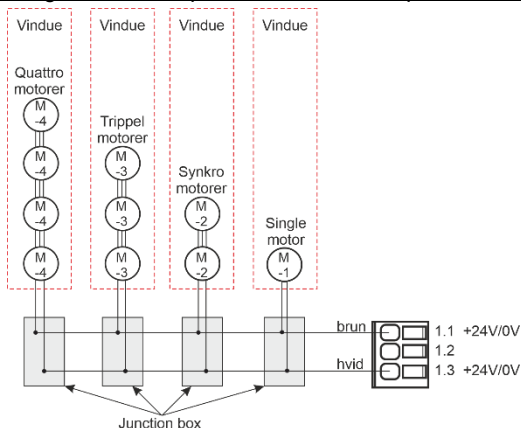 Vindue
Vindue
Vindue
Vindue
Quattro
motorer
M
-4
M
-4
M
-4
M
-4
Trippel
motorer
M
-3
M
-3
M
-3
Synkro
motorer
M
-2
M
-2
Single
motor
M
-1
brun
1.1 +24V/0V
1.2
hvid
1.3 +24V/0V
Junction box